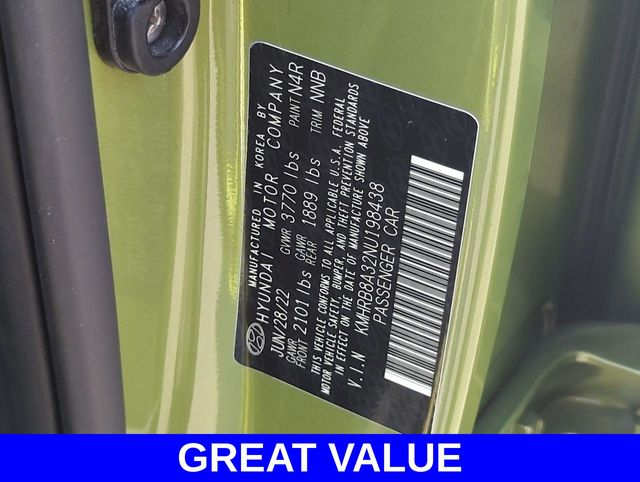 MANUFACTURED IN KOREA BY
HYUNDAI MOTOR COMPANY
JUN/28/22 GVWR 3770 lbs PAINT N4R
GAWR FRONT 2101 lbs GAWR REAR 1889 lbs TRIM NNB
THIS VEHICLE CONFORMS TO ALL APPLICABLE U.S.A. FEDERAL
MOTOR VEHICLE SAFETY, BUMPER, AND THEFT PREVENTION STANDARDS
IN EFFECT ON THE DATE OF MANUFACTURE SHOWN ABOVE
V.I.N KMHRB8A32NU198438
PASSENGER CAR
GREAT VALUE